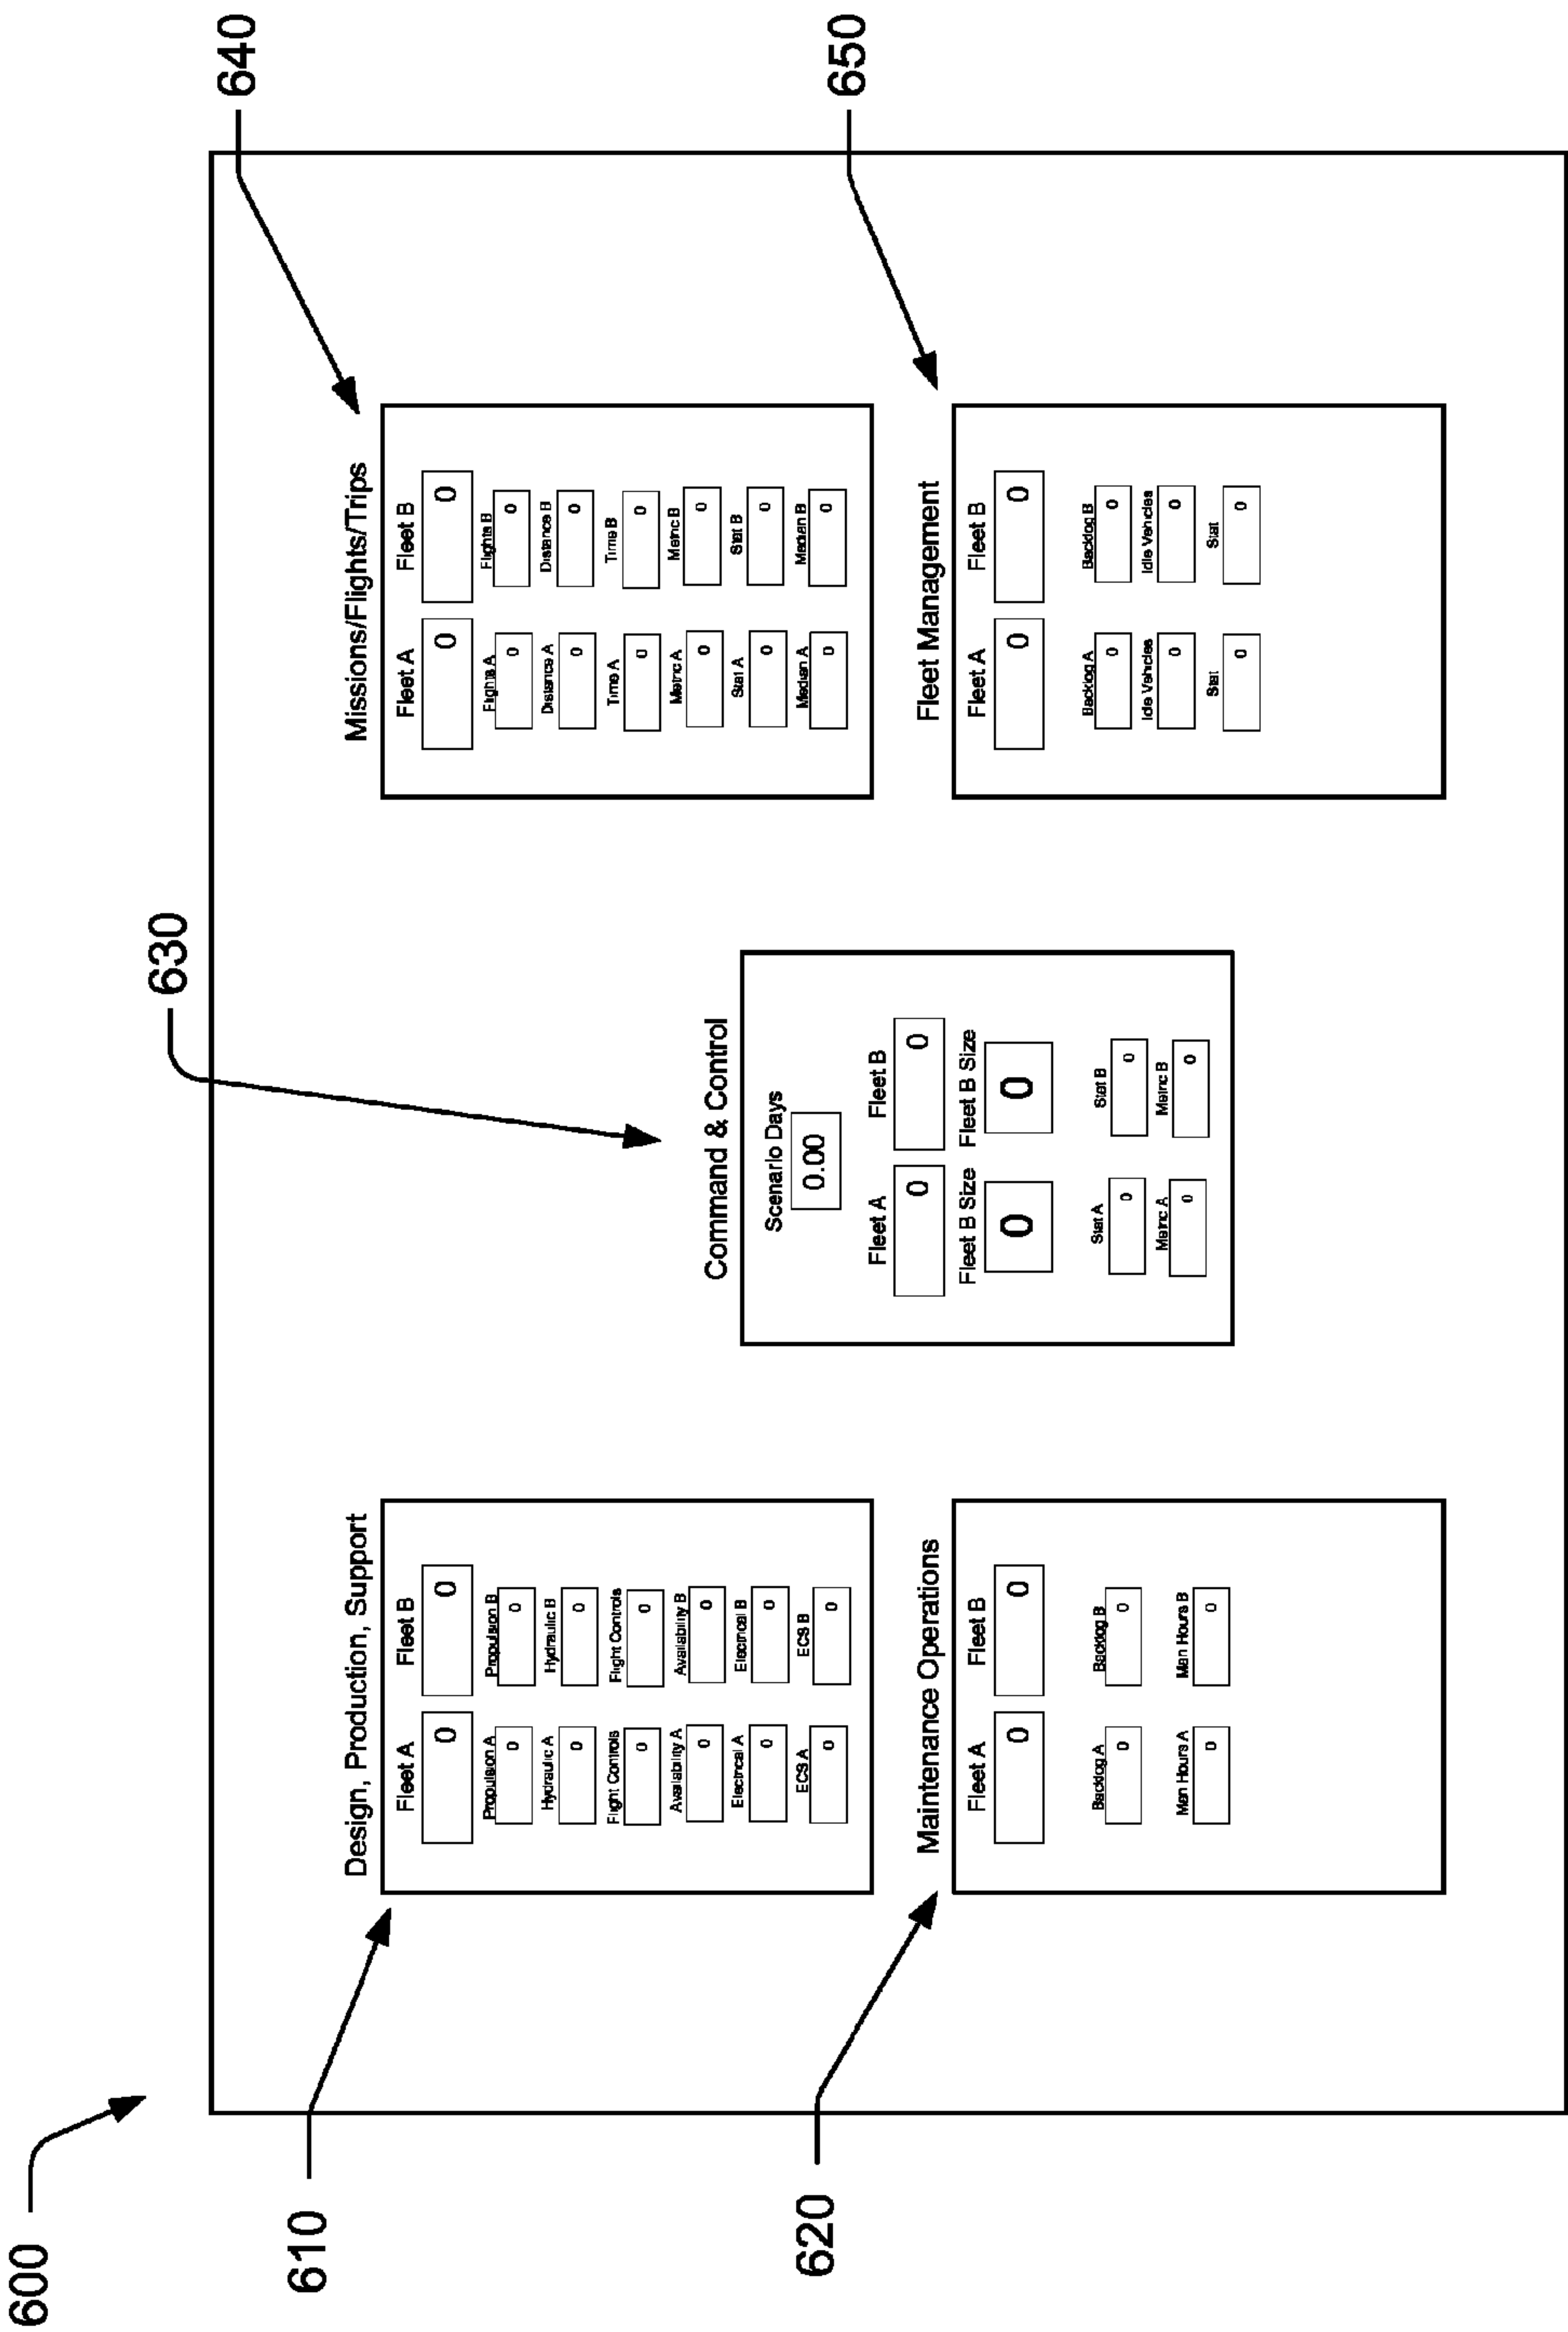 600
610
620
630
640
650
Design, Production, Support
Fleet A Fleet B
0 0
Propulsion A Propulsion B
0 0
Hydraulic A Hydraulic B
0 0
Flight Controls Flight Controls
0 0
Availability A Availability B
0 0
Electrical A Electrical B
0 0
ECS A ECS B
0 0
Maintenance Operations
Fleet A Fleet B
0 0
Backlog A Backlog B
0 0
Man Hours A Man Hours B
0 0
Command & Control
Scenario Days
0.00
Fleet A Fleet B
0 0
Fleet B Size Fleet B Size
0 0
Stat A Stat B
0 0
Metric A Metric B
0 0
Missions/Flights/Trips
Fleet A Fleet B
0 0
Flights A Flights B
0 0
Distance A Distance B
0 0
Time A Time B
0 0
Metric A Metric B
0 0
Stat A Stat B
0 0
Median A Median B
0 0
Fleet Management
Fleet A Fleet B
0 0
Backlog A Backlog B
0 0
Idle Vehicles Idle Vehicles
0 0
Stat Stat
0 0